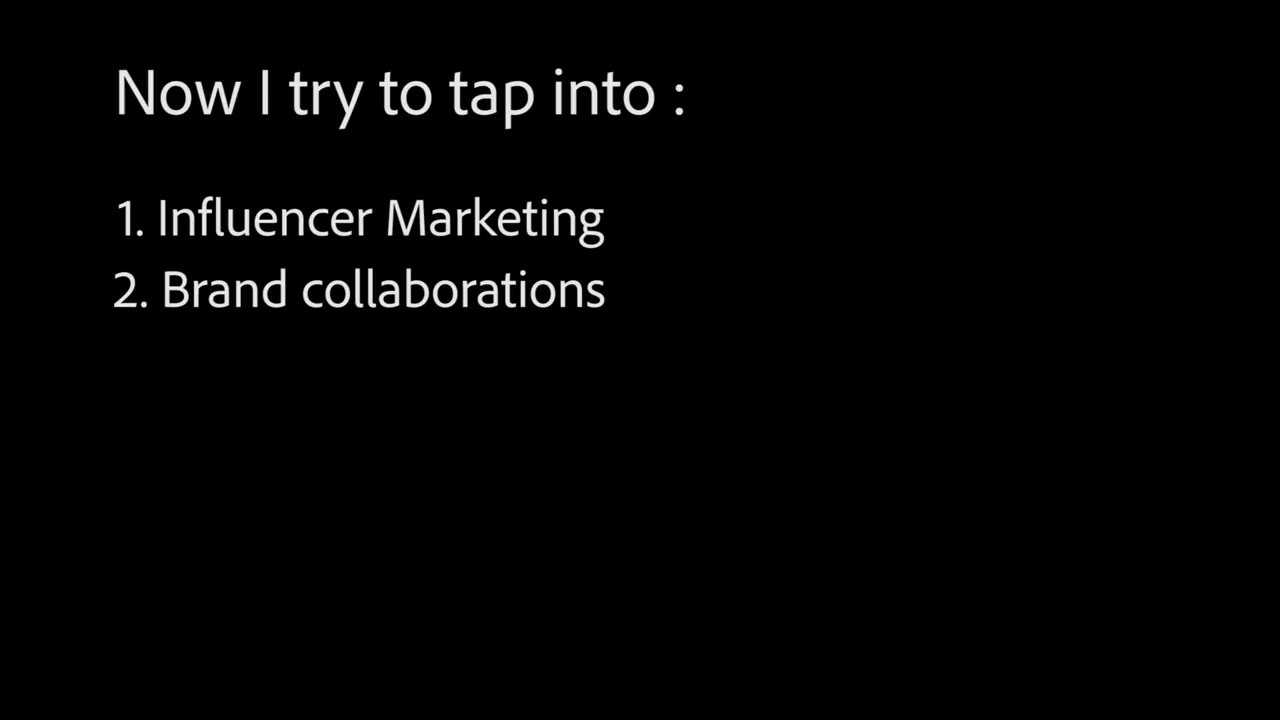 Now I try to tap into :
1. Influencer Marketing
2. Brand collaborations